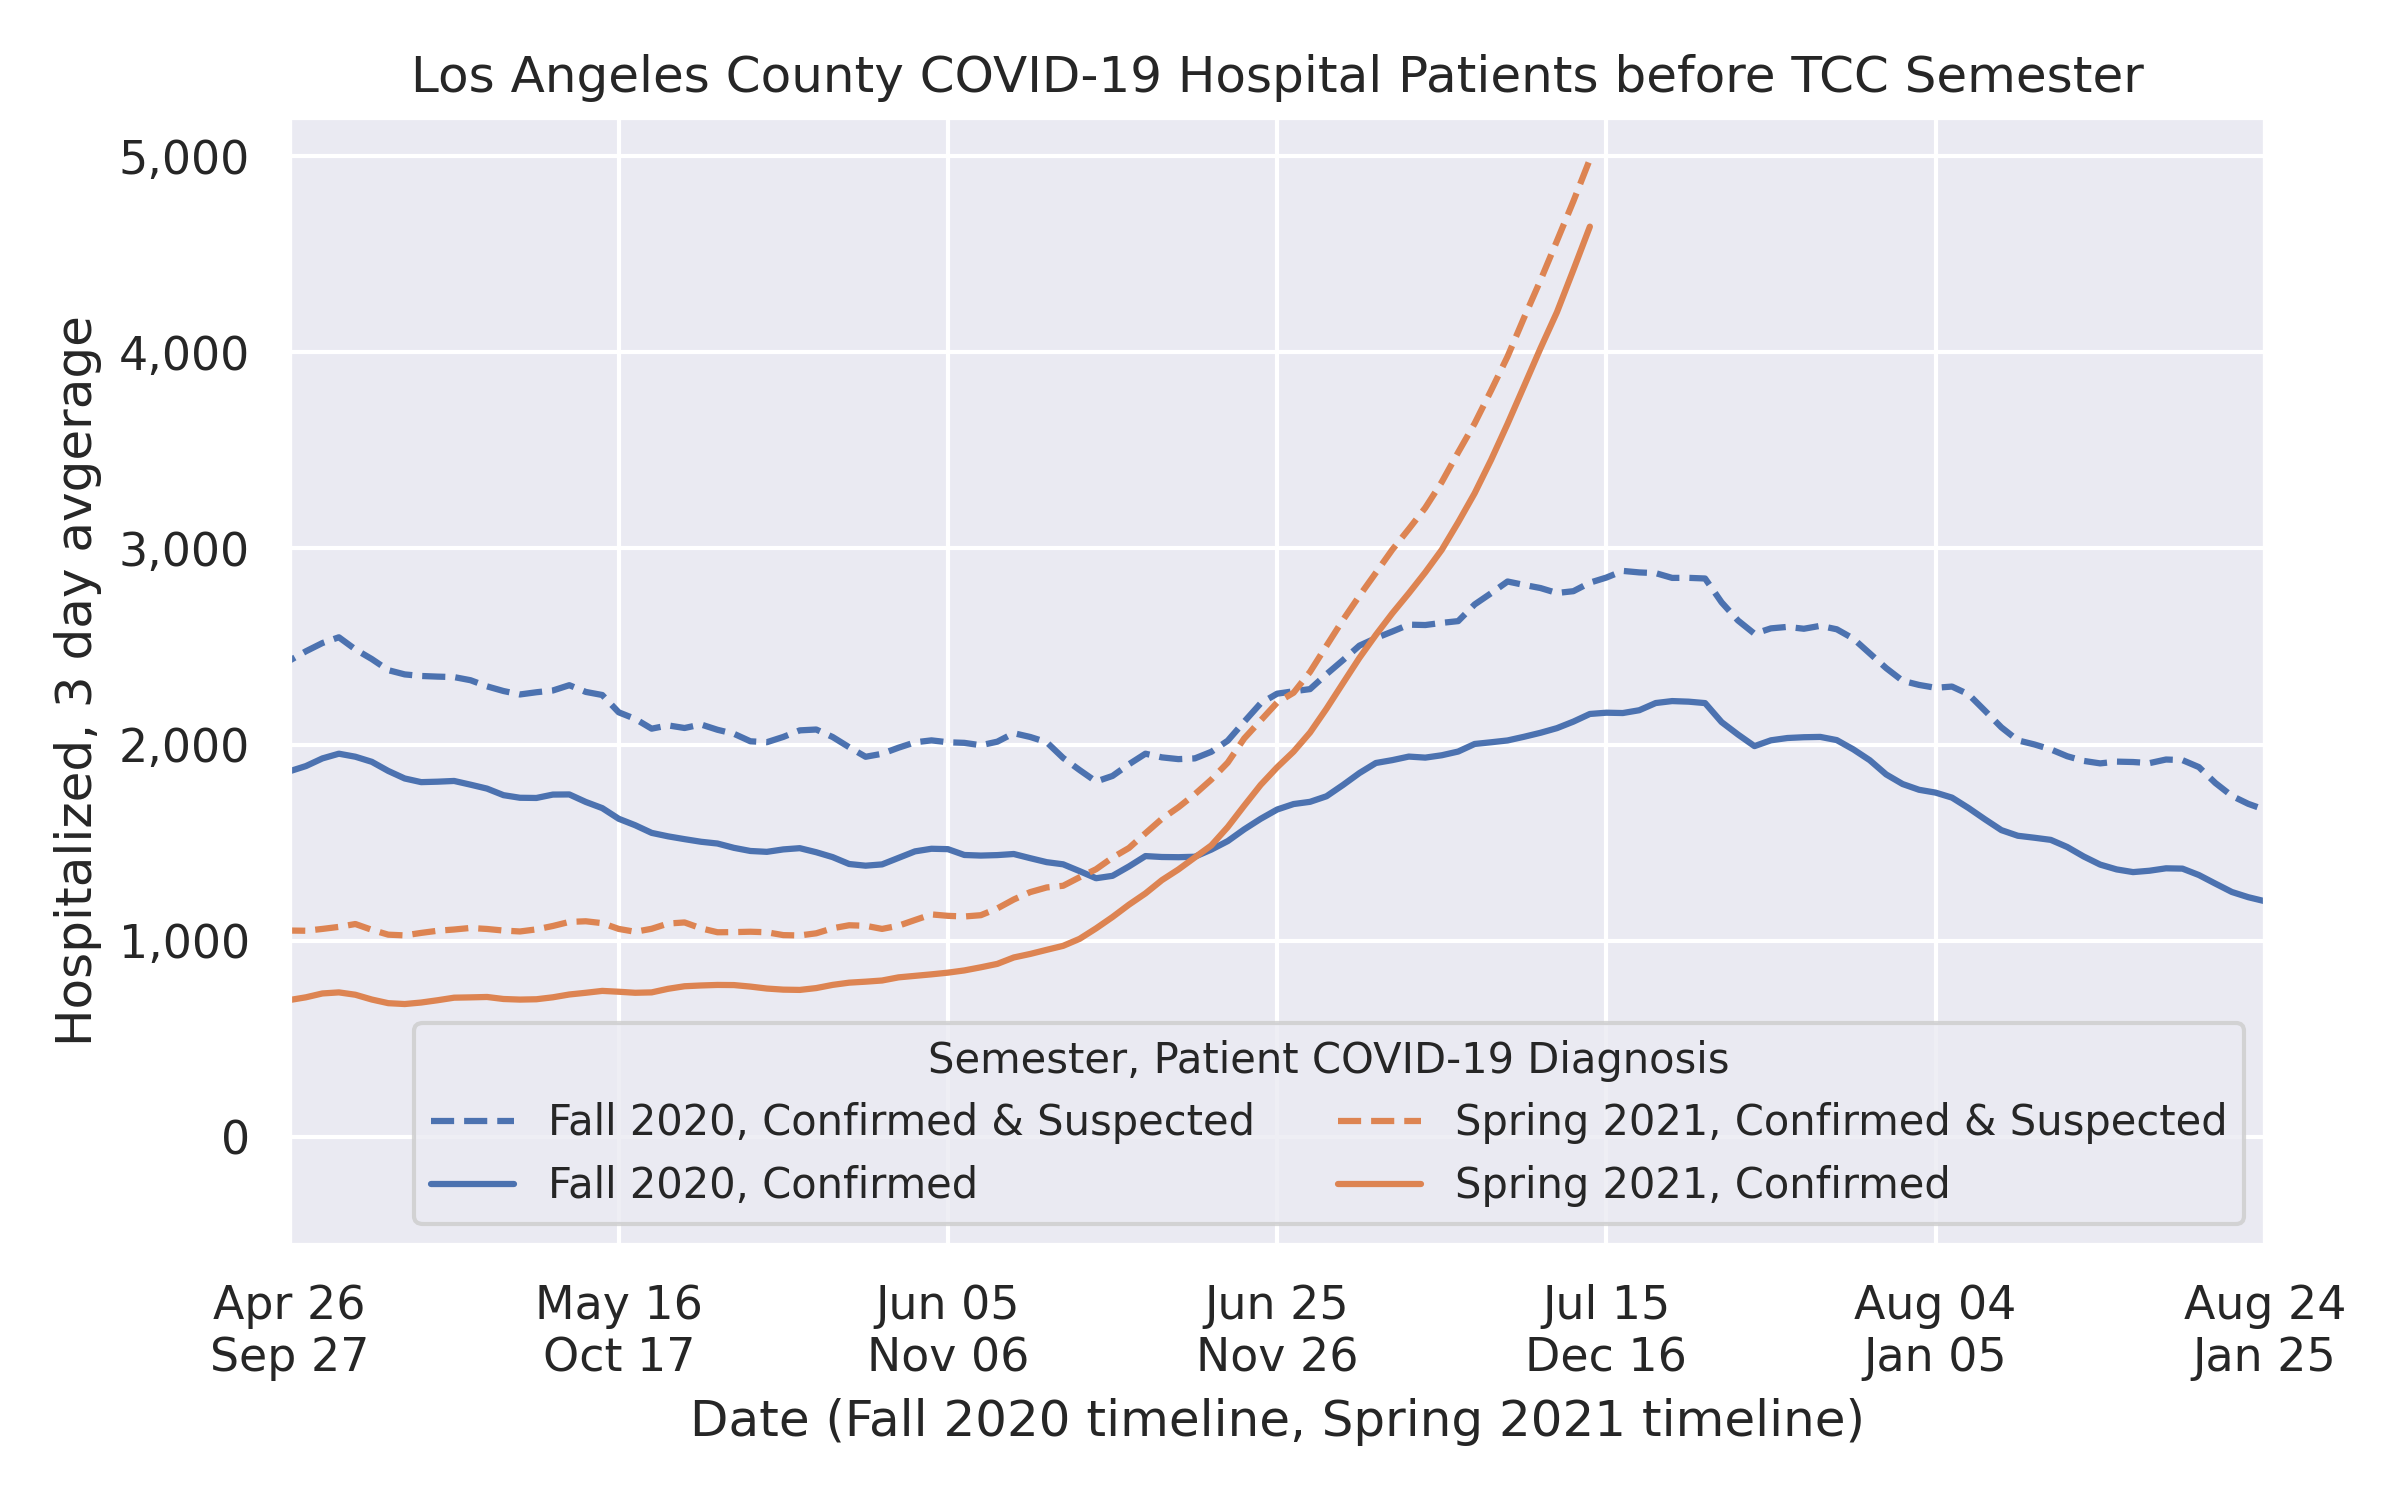 Los Angeles County COVID-19 Hospital Patients before TCC Semester
Hospitalized, 3 day avgerage
5,000
4,000
3,000
2,000
1,000
0
Semester, Patient COVID-19 Diagnosis
Fall 2020, Confirmed & Suspected
Fall 2020, Confirmed
Spring 2021, Confirmed & Suspected
Spring 2021, Confirmed
Apr 26
Sep 27
May 16
Oct 17
Jun 05
Nov 06
Jun 25
Nov 26
Jul 15
Dec 16
Aug 04
Jan 05
Aug 24
Jan 25
Date (Fall 2020 timeline, Spring 2021 timeline)